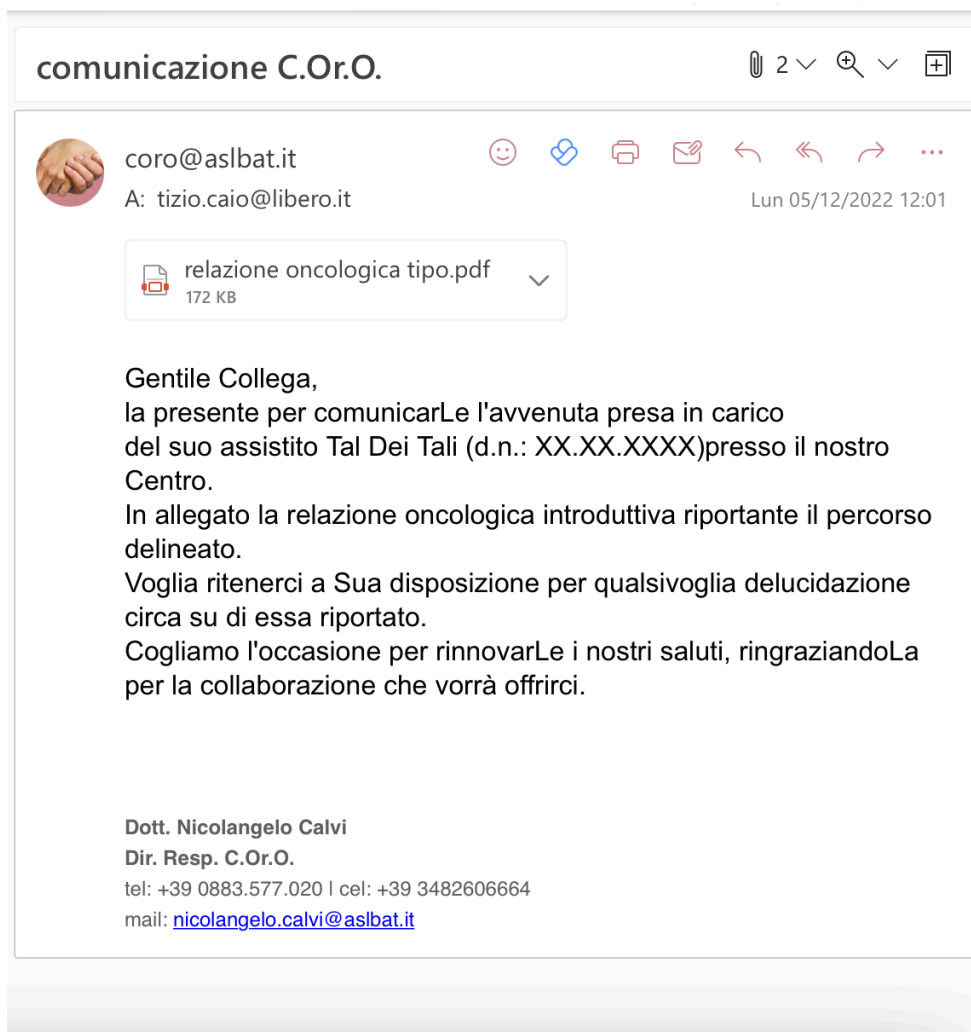 comunicazione C.Or.O.
2
coro@aslbat.it
A: tizio.caio@libero.it
Lun 05/12/2022 12:01
relazione oncologica tipo.pdf
172 KB
Gentile Collega,
la presente per comunicarLe l'avvenuta presa in carico
del suo assistito Tal Dei Tali (d.n.: XX.XX.XXXX)presso il nostro
Centro.
In allegato la relazione oncologica introduttiva riportante il percorso
delineato.
Voglia ritenerci a Sua disposizione per qualsivoglia delucidazione
circa su di essa riportato.
Cogliamo l'occasione per rinnovarLe i nostri saluti, ringraziandoLa
per la collaborazione che vorrà offrirci.
Dott. Nicolangelo Calvi
Dir. Resp. C.Or.O.
tel: +39 0883.577.020 | cel: +39 3482606664
mail: nicolangelo.calvi@aslbat.it